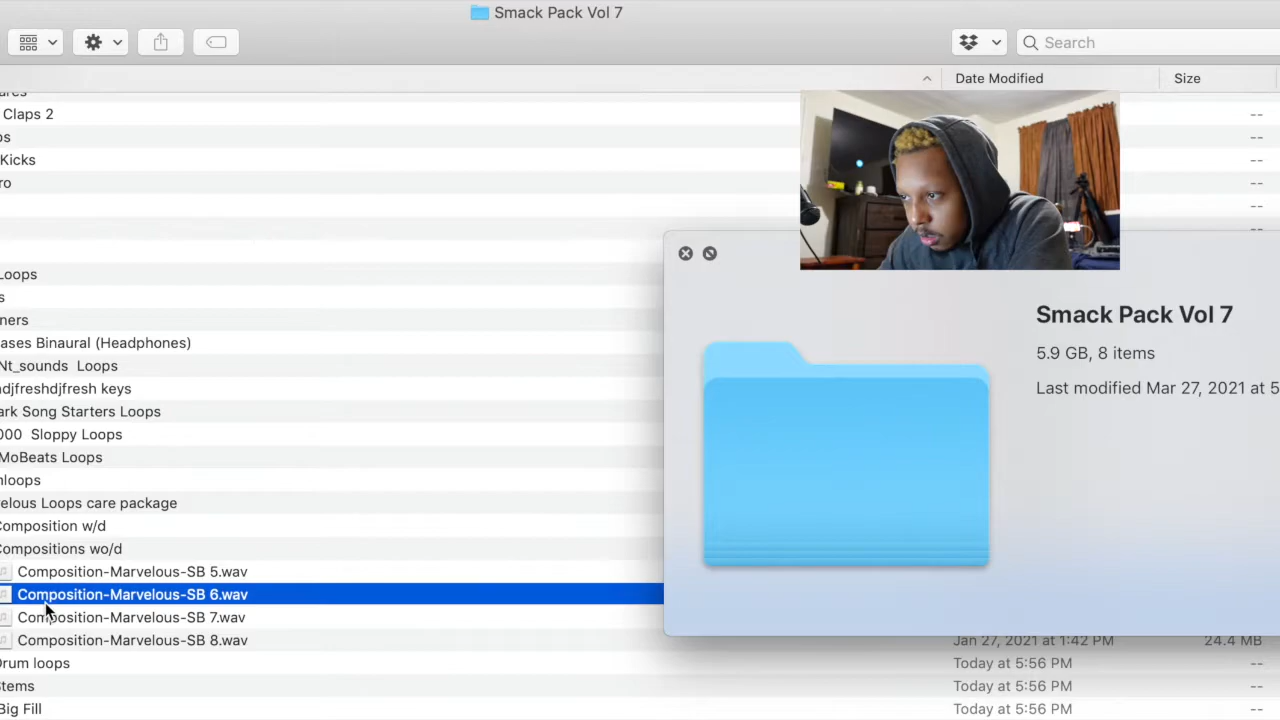 Smack Pack Vol 7
Search
Date Modified
Size
Claps 2
--
--
Kicks
--
ro
--
--
--
Loops
s
ners
ases Binaural (Headphones)
Nt_sounds Loops
adjfreshdjfresh keys
ark Song Starters Loops
000 Sloppy Loops
MoBeats Loops
nloops
elous Loops care package
Composition w/d
Compositions wo/d
Composition-Marvelous-SB 5.wav
Composition-Marvelous-SB 6.wav
Composition-Marvelous-SB 7.wav
Composition-Marvelous-SB 8.wav
Jan 27, 2021 at 1:42 PM
24.4 MB
Drum loops
Today at 5:56 PM
--
Stems
Today at 5:56 PM
--
Big Fill
Today at 5:56 PM
--
Smack Pack Vol 7
5.9 GB, 8 items
Last modified Mar 27, 2021 at 5